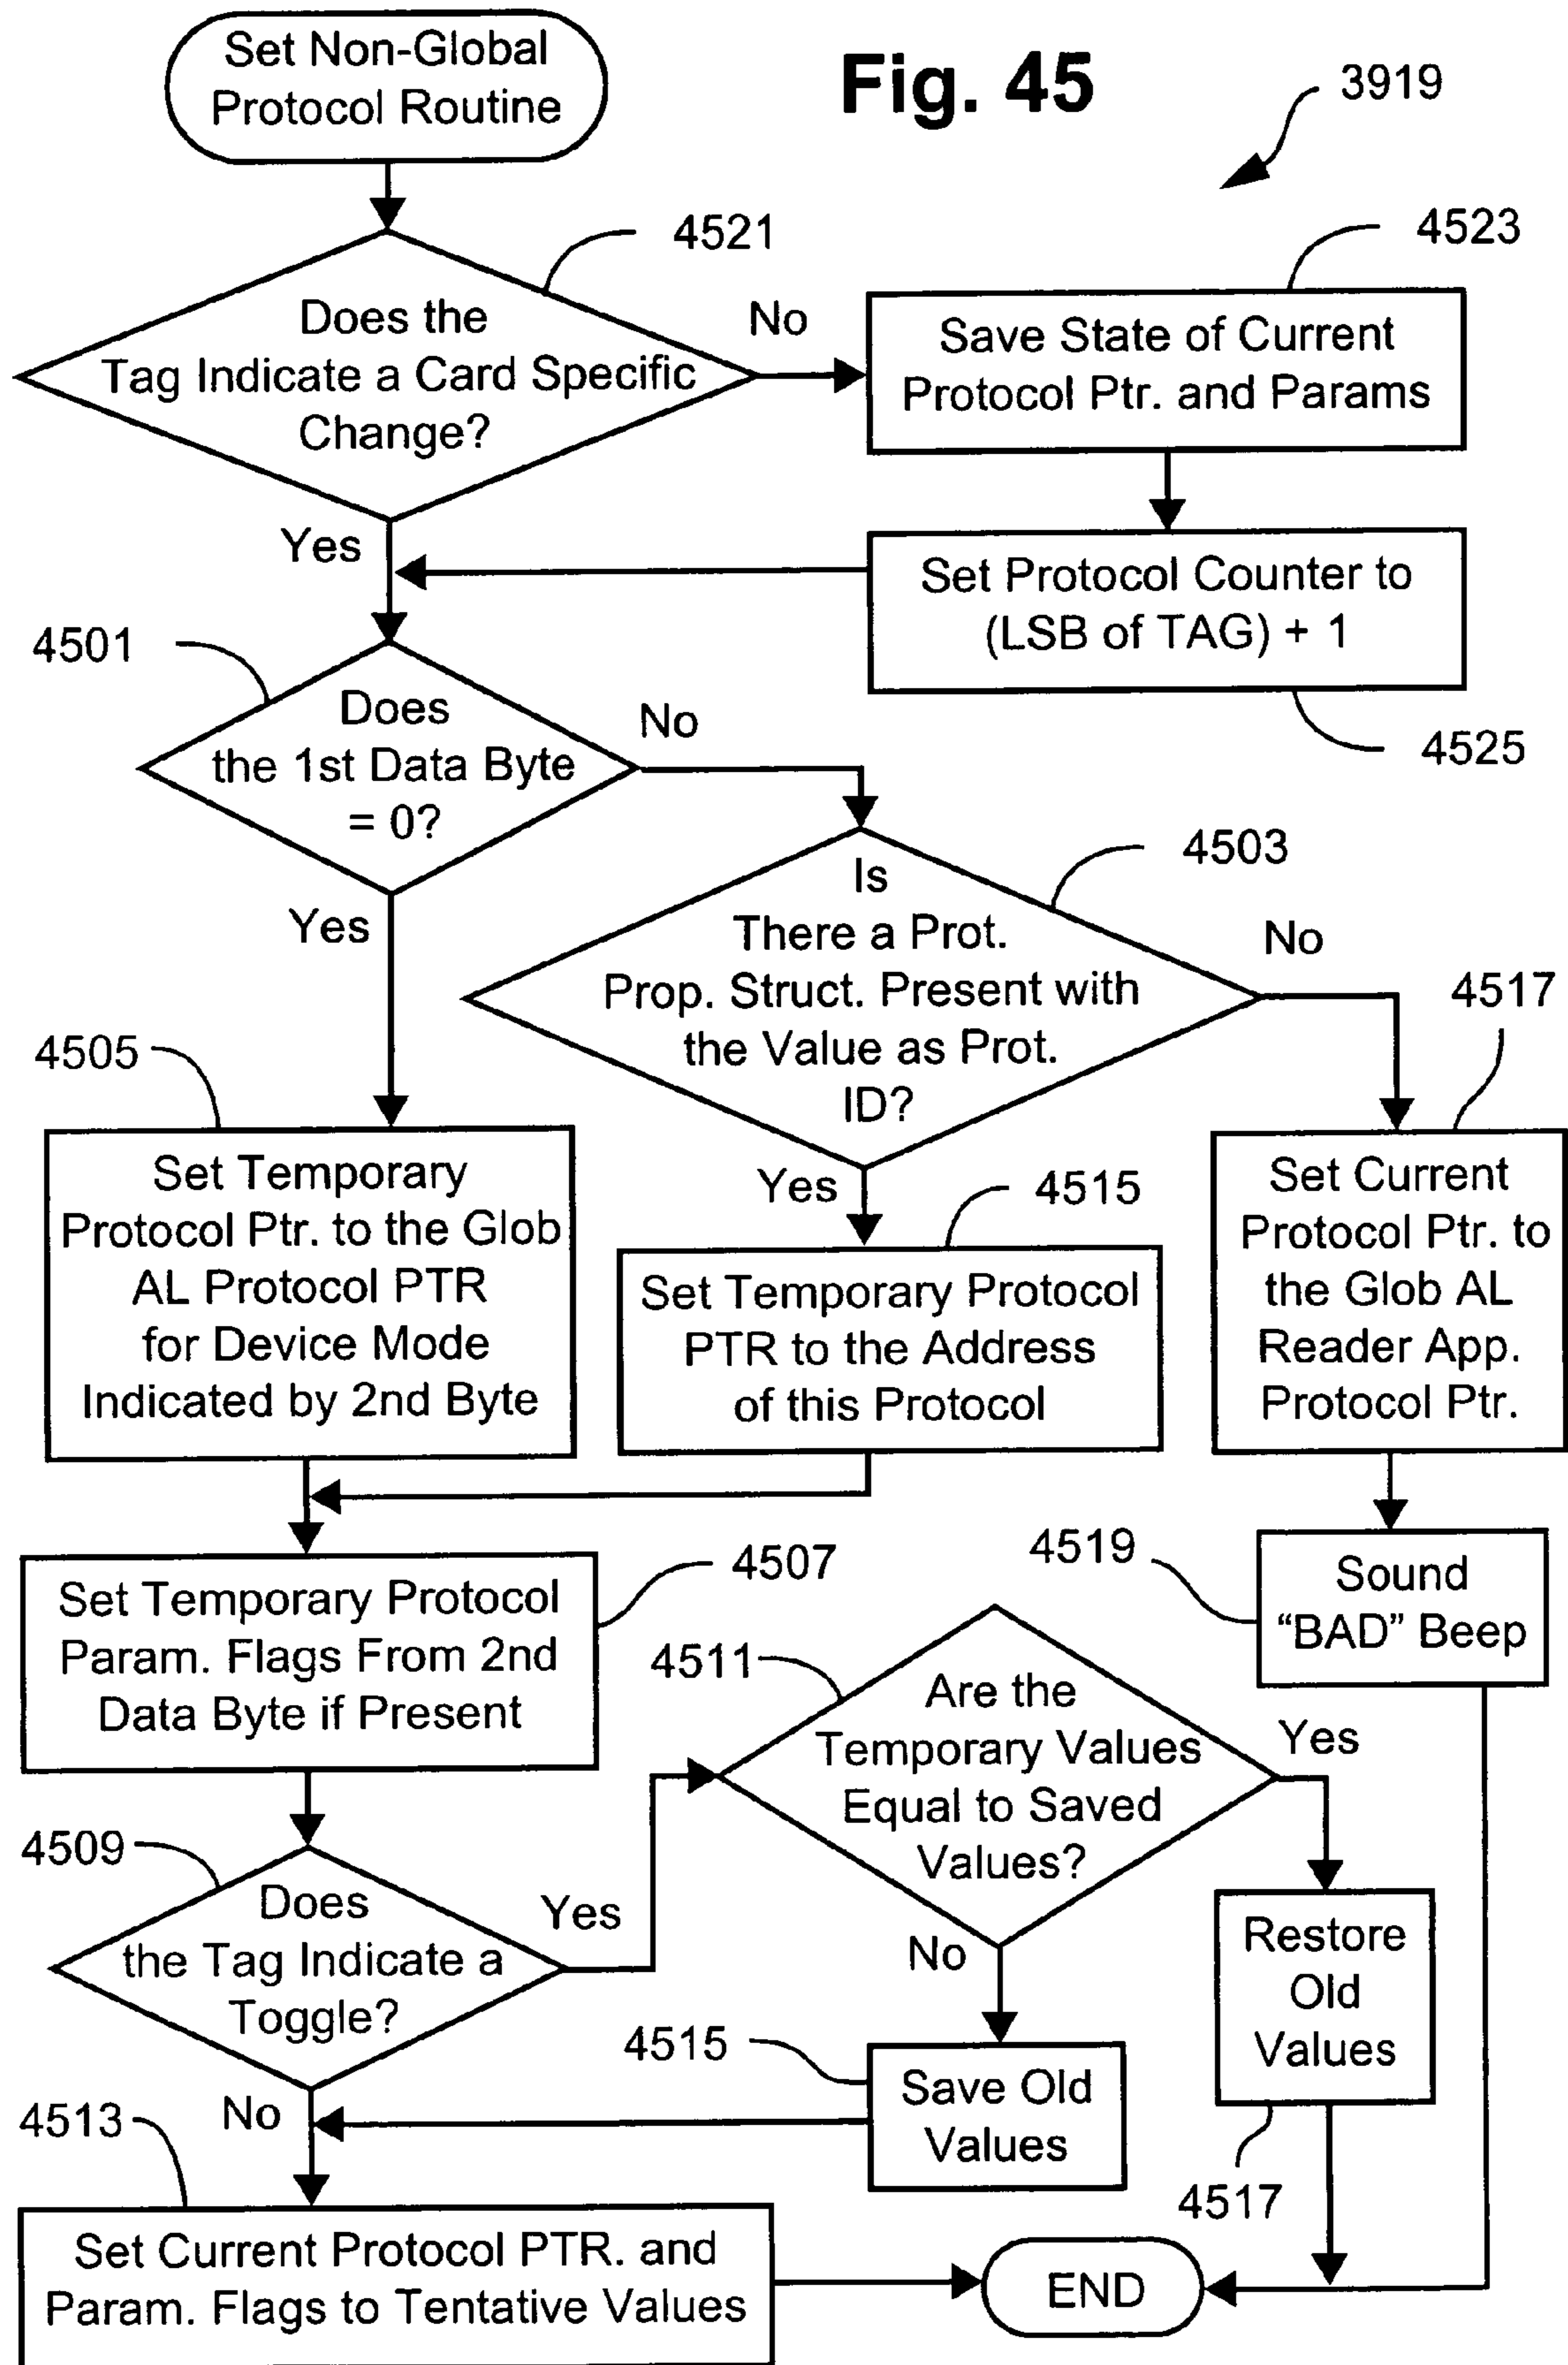 Set Non-Global
Protocol Routine
Fig. 45
3919
4521
4523
Does the
Tag Indicate a Card Specific
Change?
No
Save State of Current
Protocol Ptr. and Params
Yes
Set Protocol Counter to
(LSB of TAG) + 1
4525
4501
Does
the 1st Data Byte
= 0?
No
Yes
4503
Is
There a Prot.
Prop. Struct. Present with
the Value as Prot.
ID?
No
Yes
4505
Set Temporary
Protocol Ptr. to the Glob
AL Protocol PTR
for Device Mode
Indicated by 2nd Byte
4515
Set Temporary Protocol
PTR to the Address
of this Protocol
4517
Set Current
Protocol Ptr. to
the Glob AL
Reader App.
Protocol Ptr.
4507
Set Temporary Protocol
Param. Flags From 2nd
Data Byte if Present
4519
Sound
“BAD” Beep
4511
Are the
Temporary Values
Equal to Saved
Values?
Yes
No
4509
Does
the Tag Indicate a
Toggle?
Yes
No
4515
Save Old
Values
Restore
Old
Values
4517
4513
Set Current Protocol PTR. and
Param. Flags to Tentative Values
END